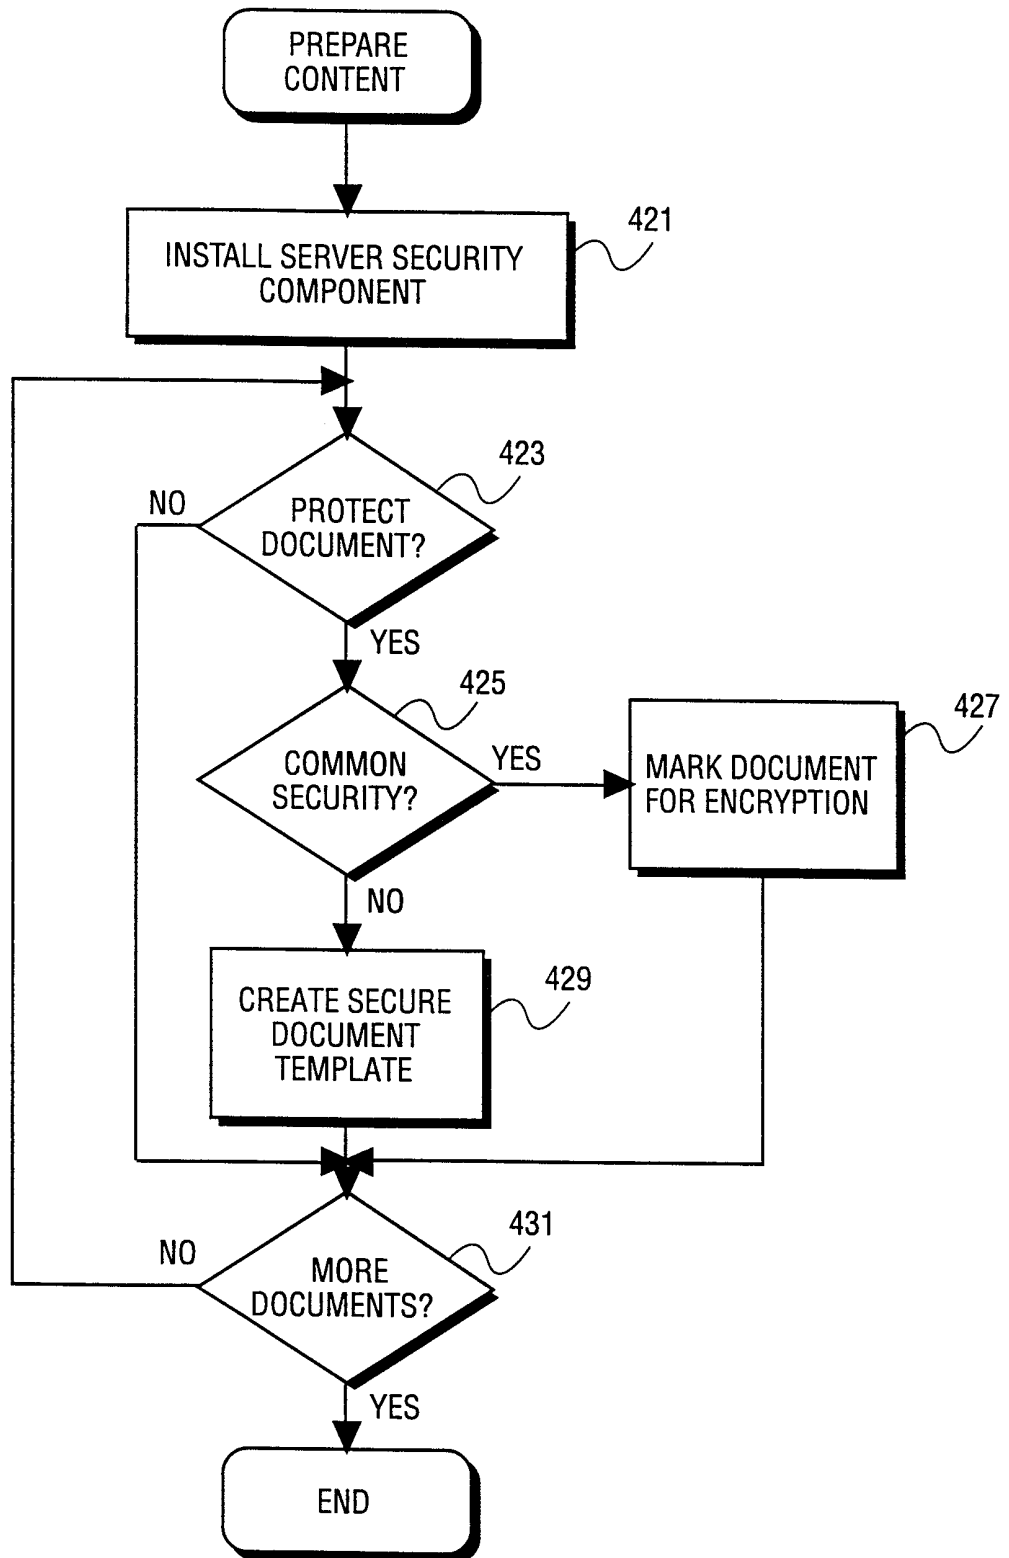 PREPARE
CONTENT
421
INSTALL SERVER SECURITY
COMPONENT
423
NO
PROTECT
DOCUMENT?
YES
425
COMMON
SECURITY?
YES
427
MARK DOCUMENT
FOR ENCRYPTION
NO
429
CREATE SECURE
DOCUMENT
TEMPLATE
431
NO
MORE
DOCUMENTS?
YES
END